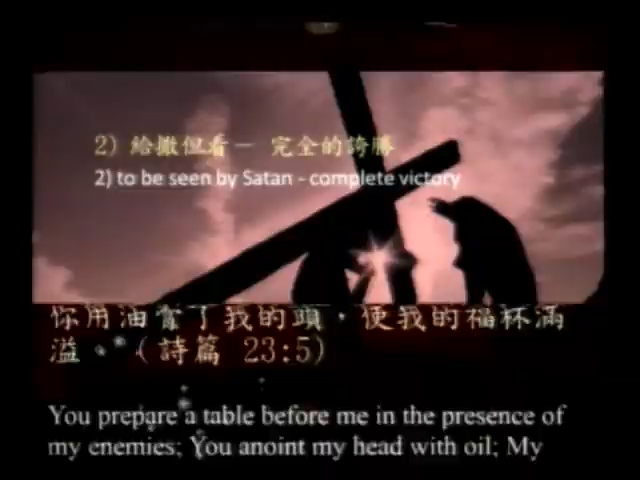 2) 給撒但看－ 完全的誇勝
2) to be seen by Satan - complete victory
你用油膏了我的頭，使我的福杯滿
溢。（詩篇 23:5）
You prepare a table before me in the presence of
my enemies; You anoint my head with oil; My